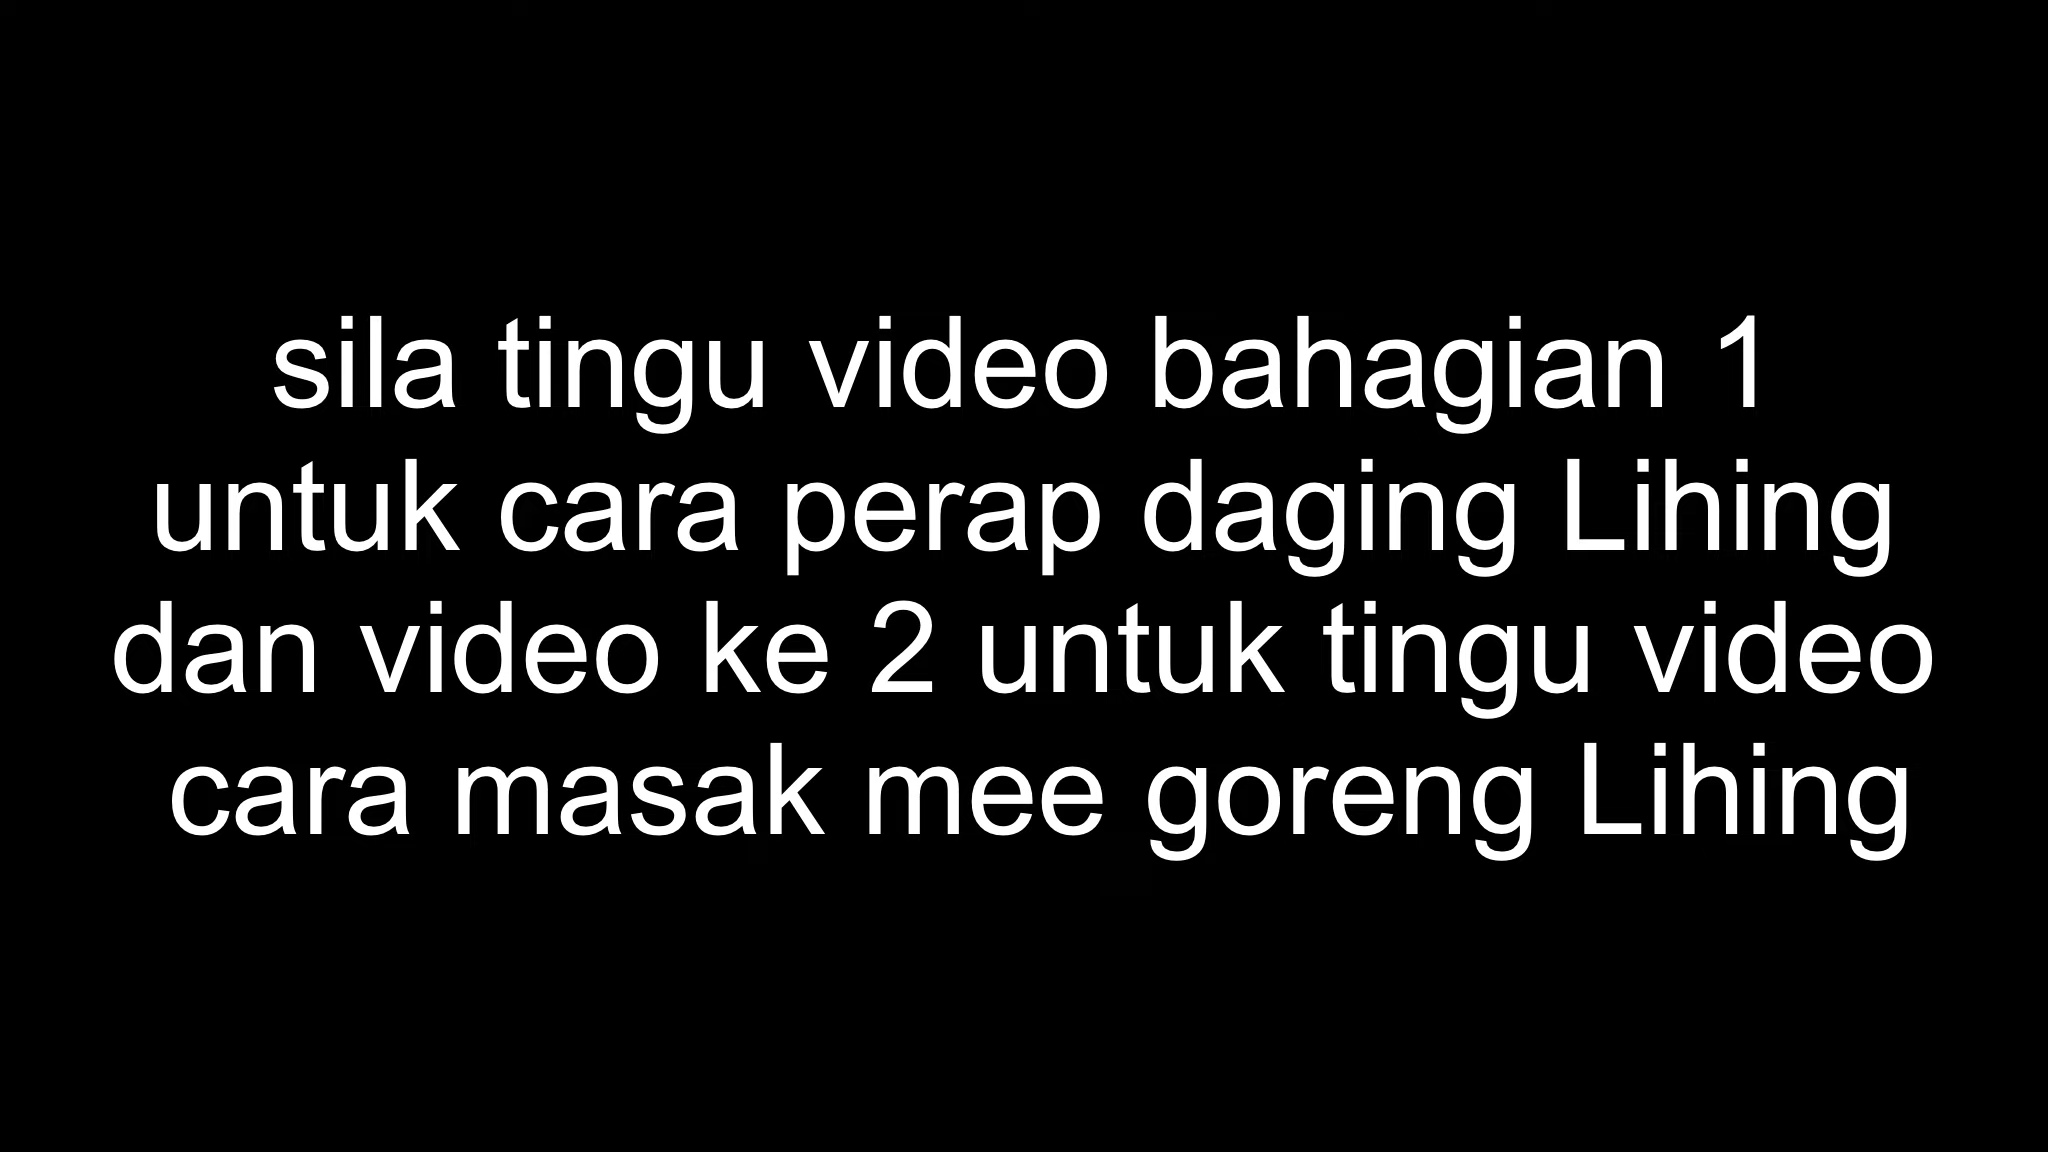 sila tingu video bahagian 1
untuk cara perap daging Lihing
dan video ke 2 untuk tingu video
cara masak mee goreng Lihing